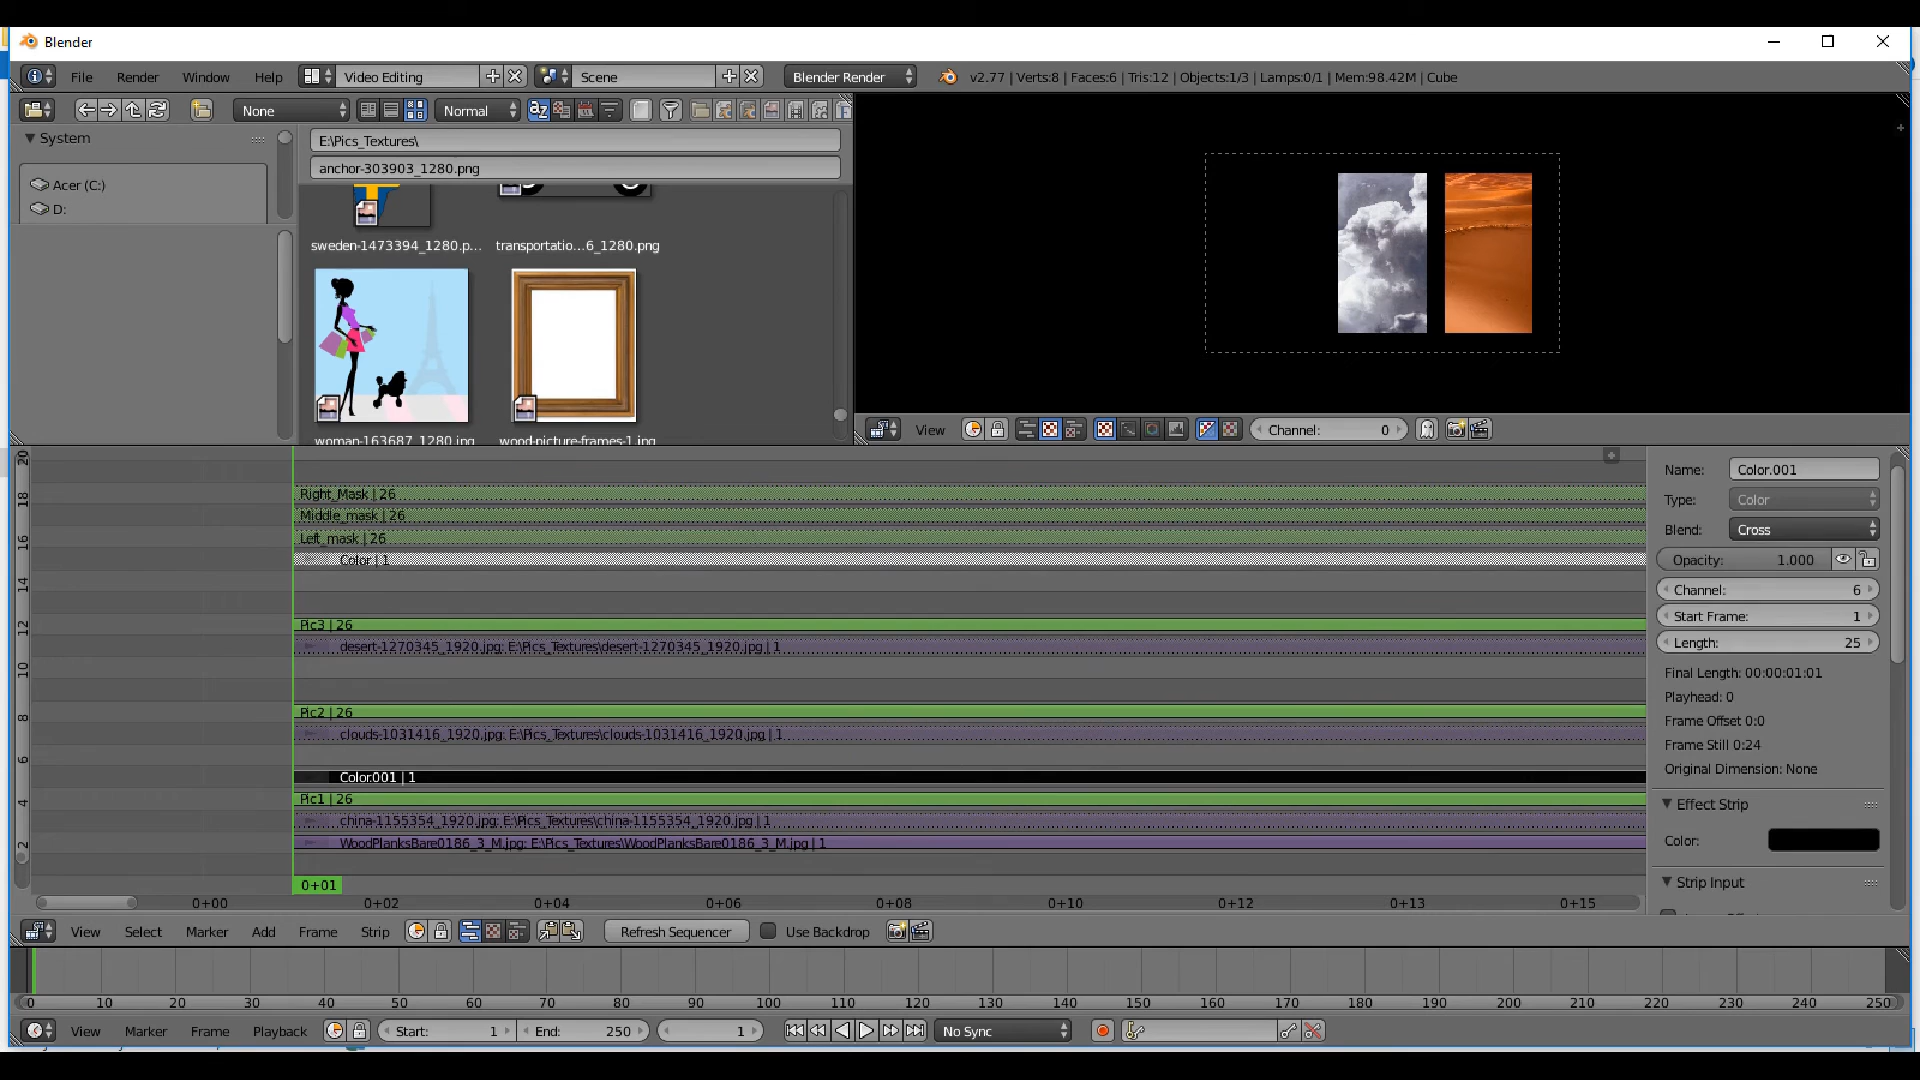 Blender
File Render Window Help Video Editing Scene Blender Render v2.77 | Verts:8 | Faces:6 | Tris:12 | Objects:1/3 | Lamps:0/1 | Mem:98.42M | Cube
None Normal
System
E:\Pics_Textures\
anchor-303903_1280.png
Acer (C:)
D:
sweden-1473394_1280.p... transportatio...6_1280.png
woman-163687_1280.jpg wood-picture-frames-1.jpg
View Channel: 0
20
18
16
14
12
10
8
6
4
2
Right_Mask | 26
Middle_mask | 26
Left_mask | 26
Color | 1
Pic3 | 26
desert-1270345_1920.jpg: E:\Pics_Textures\desert-1270345_1920.jpg | 1
Pic2 | 26
clouds-1031416_1920.jpg: E:\Pics_Textures\clouds-1031416_1920.jpg | 1
Color.001 | 1
Pic1 | 26
china-1155354_1920.jpg: E:\Pics_Textures\china-1155354_1920.jpg | 1
WoodPlanksBare0186_3_M.jpg: E:\Pics_Textures\WoodPlanksBare0186_3_M.jpg | 1
0+01
0+00 0+02 0+04 0+06 0+08 0+10 0+12 0+13 0+15
Name: Color.001
Type: Color
Blend: Cross
Opacity: 1.000
Channel: 6
Start Frame: 1
Length: 25
Final Length: 00:00:01:01
Playhead: 0
Frame Offset 0:0
Frame Still 0:24
Original Dimension: None
Effect Strip
Color:
Strip Input
View Select Marker Add Frame Strip Refresh Sequencer Use Backdrop
0 10 20 30 40 50 60 70 80 90 100 110 120 130 140 150 160 170 180 190 200 210 220 230 240 250
View Marker Frame Playback Start: 1 End: 250 1 No Sync